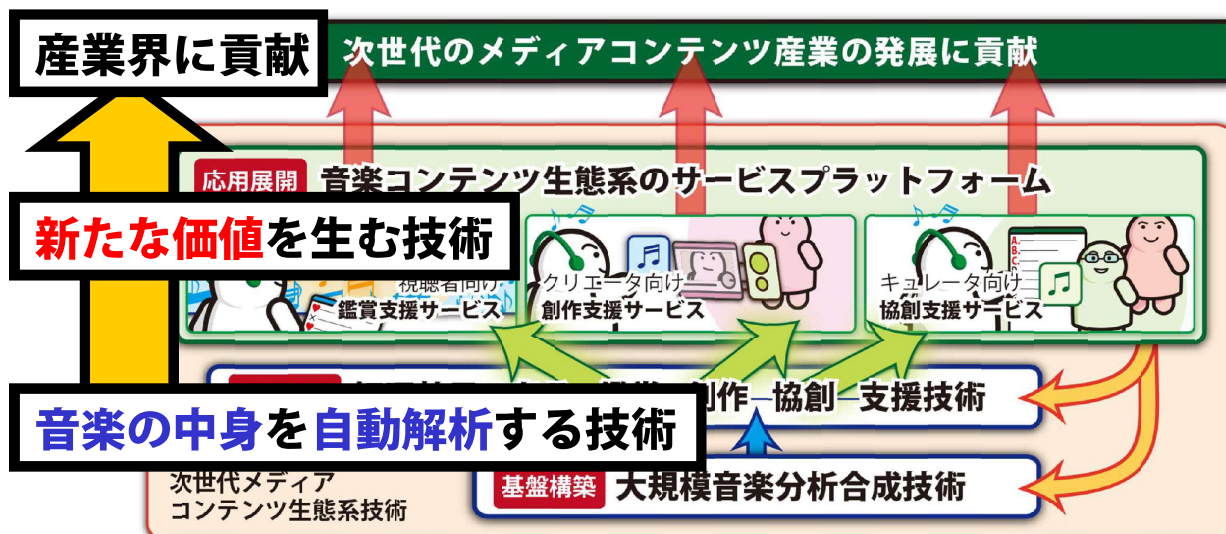 産業界に貢献
次世代のメディアコンテンツ産業の発展に貢献
応用展開 音楽コンテンツ生態系のサービスプラットフォーム
新たな価値を生む技術
視聴者向け
鑑賞支援サービス
クリエータ向け
創作支援サービス
A.
B.
C.
キュレータ向け
協創支援サービス
創作 協創 支援技術
音楽の中身を自動解析する技術
基盤構築 大規模音楽分析合成技術
次世代メディア
コンテンツ生態系技術